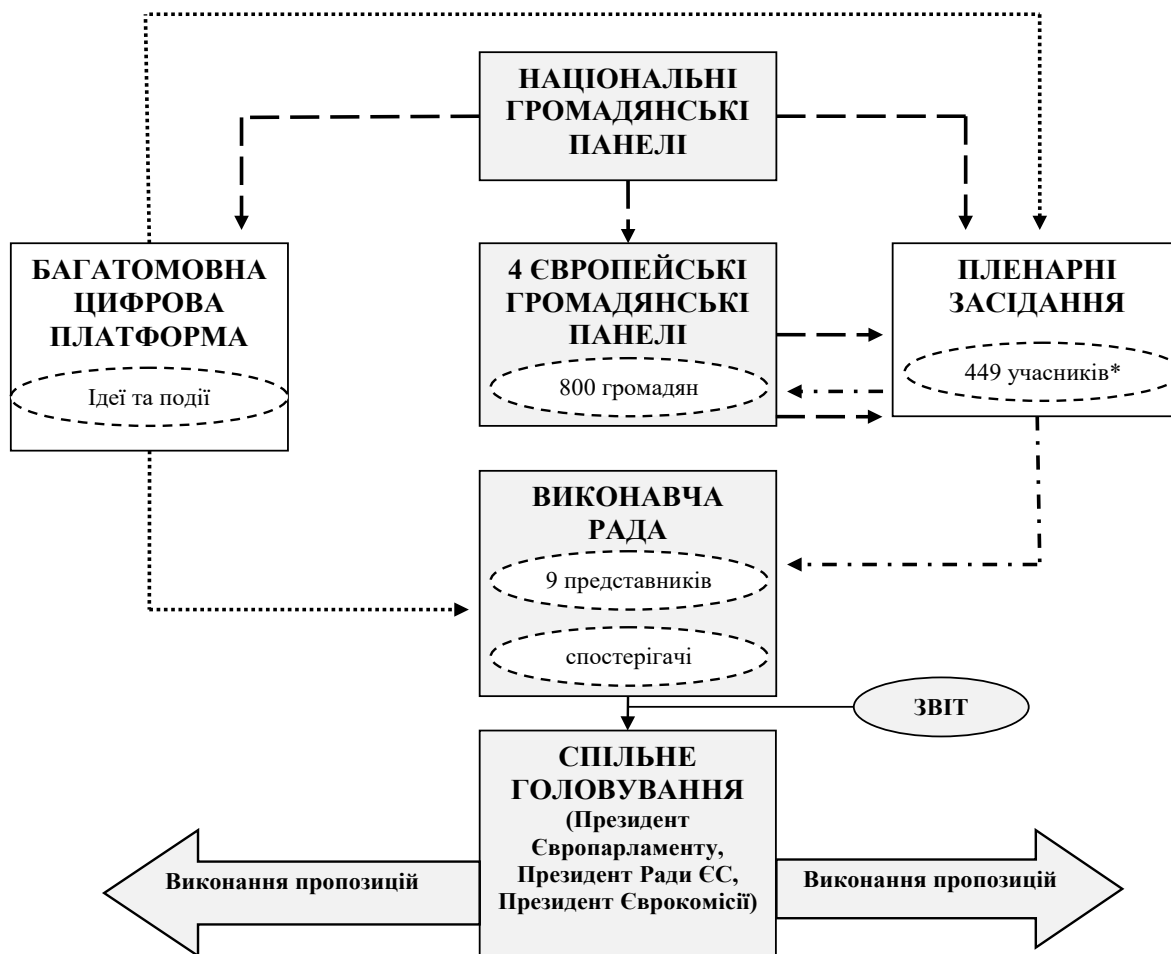 НАЦІОНАЛЬНІ
ГРОМАДЯНСЬКІ
ПАНЕЛІ
БАГАТОМОВНА
ЦИФРОВА
ПЛАТФОРМА
Ідеї та події
4 ЄВРОПЕЙСЬКІ
ГРОМАДЯНСЬКІ
ПАНЕЛІ
800 громадян
ПЛЕНАРНІ
ЗАСІДАННЯ
449 учасників*
ВИКОНАВЧА
РАДА
9 представників
спостерігачі
ЗВІТ
СПІЛЬНЕ
ГОЛОВУВАННЯ
(Президент
Європарламенту,
Президент Ради ЄС,
Президент Єврокомісії)
Виконання пропозицій
Виконання пропозицій